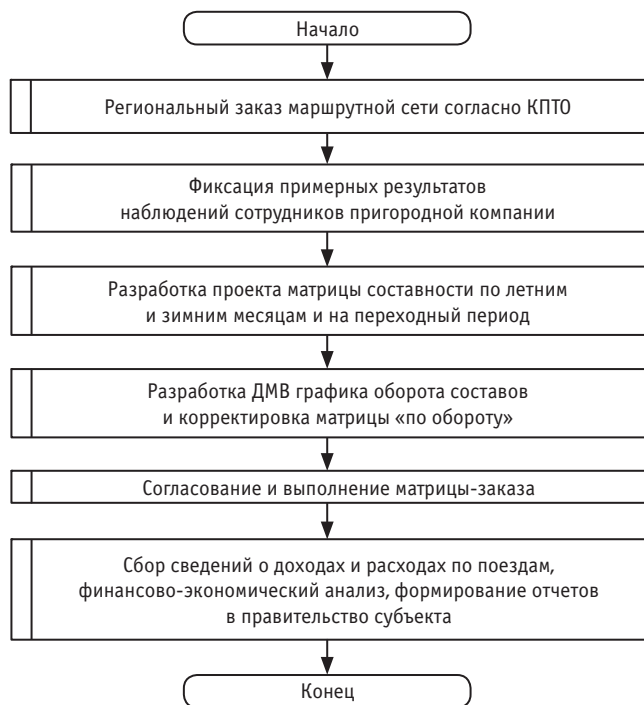 Начало
Региональный заказ маршрутной сети согласно КПТО
Фиксация примерных результатов
наблюдений сотрудников пригородной компании
Разработка проекта матрицы составности по летним
и зимним месяцам и на переходный период
Разработка ДМВ графика оборота составов
и корректировка матрицы «по обороту»
Согласование и выполнение матрицы-заказа
Сбор сведений о доходах и расходах по поездам,
финансово-экономический анализ, формирование отчетов
в правительство субъекта
Конец